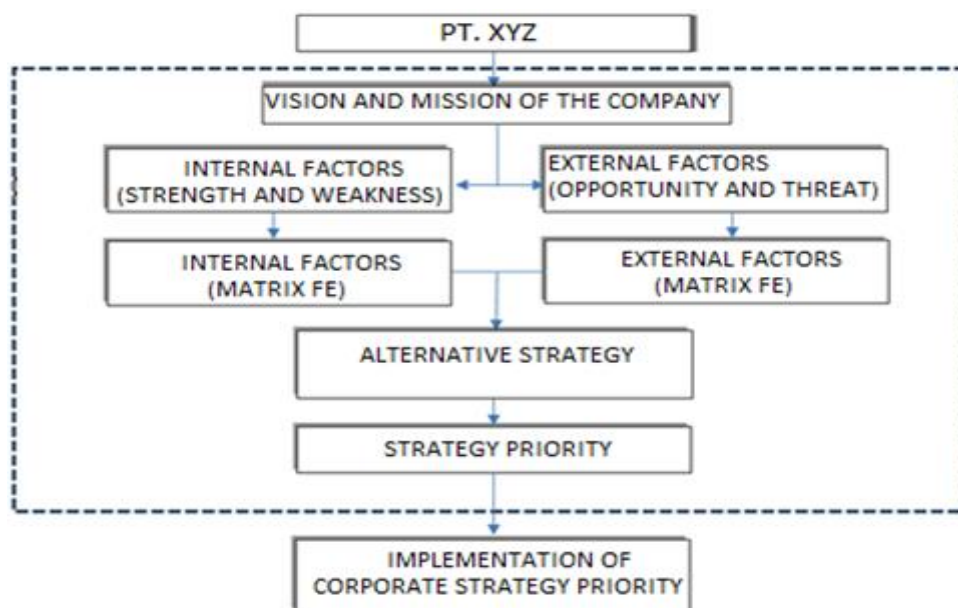 PT. XYZ
VISION AND MISSION OF THE COMPANY
INTERNAL FACTORS
(STRENGTH AND WEAKNESS)
EXTERNAL FACTORS
(OPPORTUNITY AND THREAT)
INTERNAL FACTORS
(MATRIX FE)
EXTERNAL FACTORS
(MATRIX FE)
ALTERNATIVE STRATEGY
STRATEGY PRIORITY
IMPLEMENTATION OF
CORPORATE STRATEGY PRIORITY